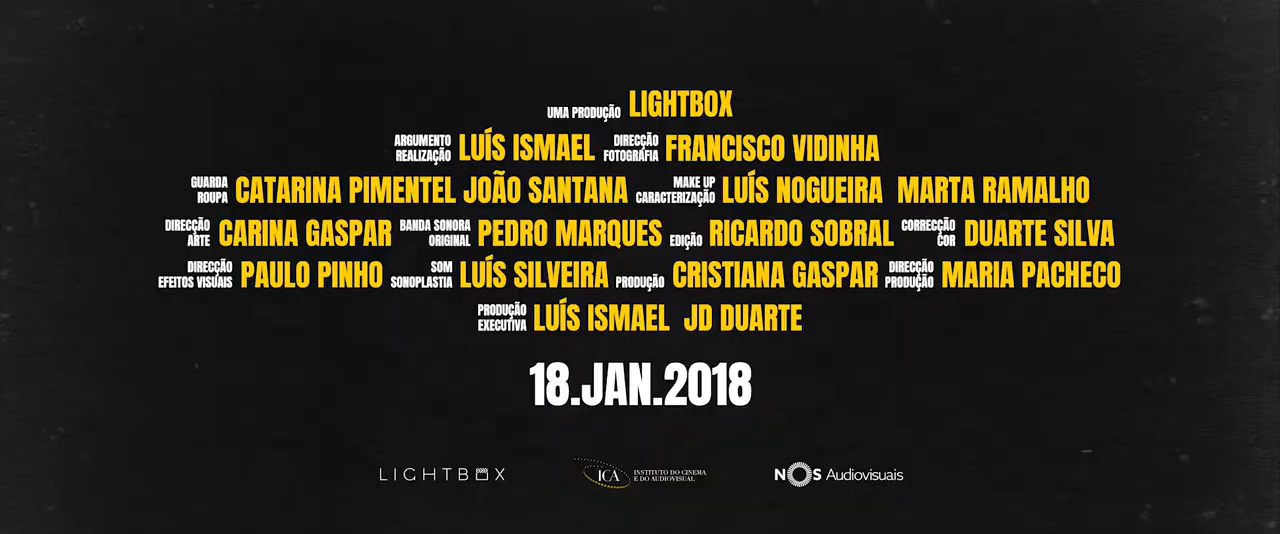 UMA PRODUÇÃO LIGHTBOX
ARGUMENTO REALIZAÇÃO LUÍS ISMAEL DIRECÇÃO FOTOGRAFIA FRANCISCO VIDINHA
GUARDA ROUPA CATARINA PIMENTEL JOÃO SANTANA MAKE UP CARACTERIZAÇÃO LUÍS NOGUEIRA MARTA RAMALHO
DIRECÇÃO ARTE CARINA GASPAR BANDA SONORA ORIGINAL PEDRO MARQUES EDIÇÃO RICARDO SOBRAL CORRECÇÃO COR DUARTE SILVA
DIRECÇÃO EFEITOS VISUAIS PAULO PINHO SOM SONOPLASTIA LUÍS SILVEIRA PRODUÇÃO CRISTIANA GASPAR DIRECÇÃO PRODUÇÃO MARIA PACHECO
PRODUÇÃO EXECUTIVA LUÍS ISMAEL JD DUARTE
18.JAN.2018
LIGHTBOX
ICA INSTITUTO DO CINEMA
E DO AUDIOVISUAL
NOS Audiovisuais